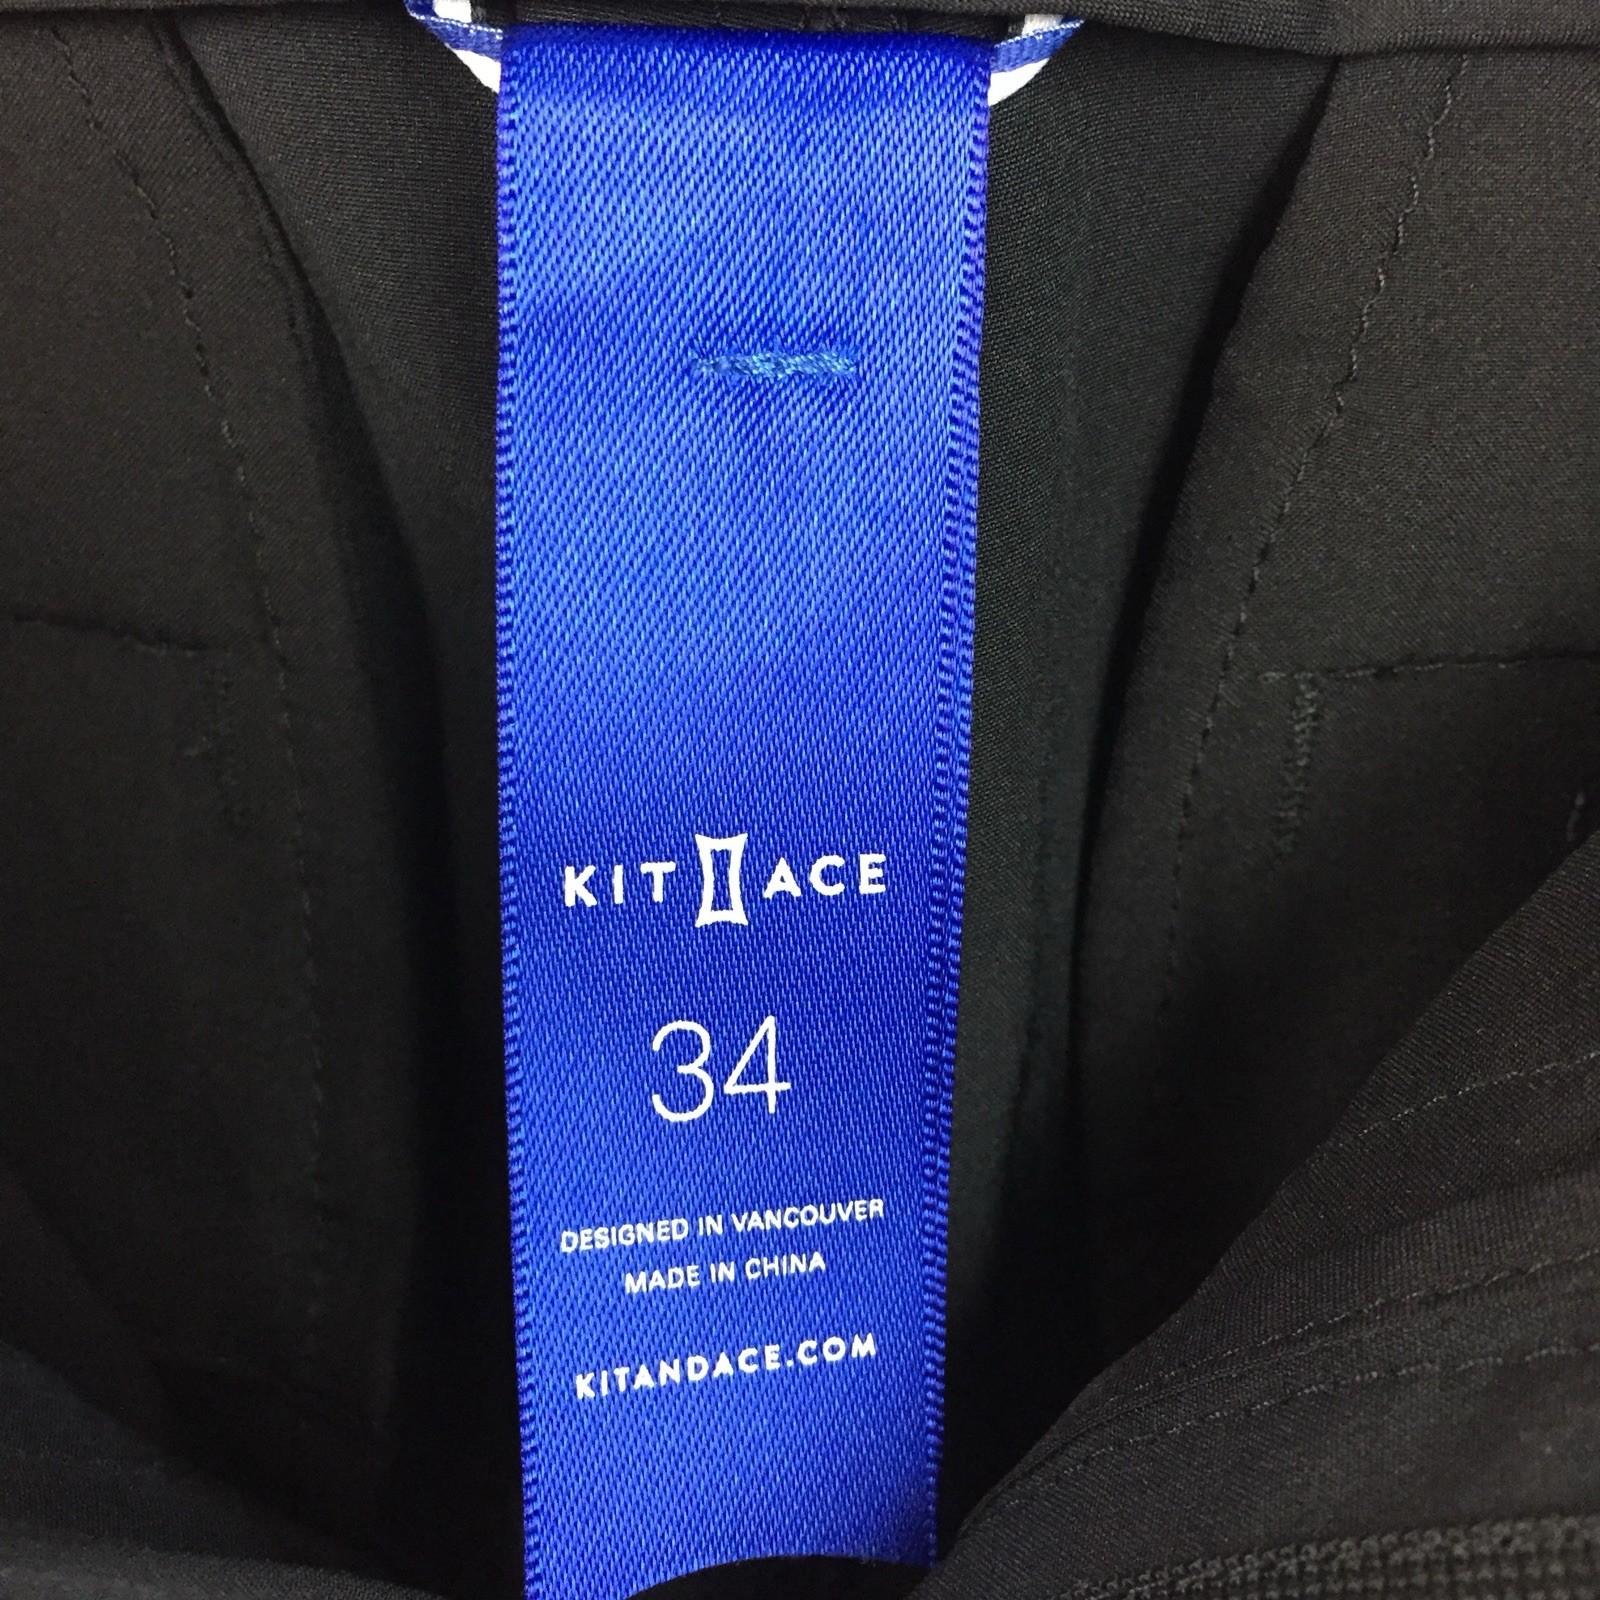 KIT ACE
34
DESIGNED IN VANCOUVER
MADE IN CHINA
KITANDACE.COM